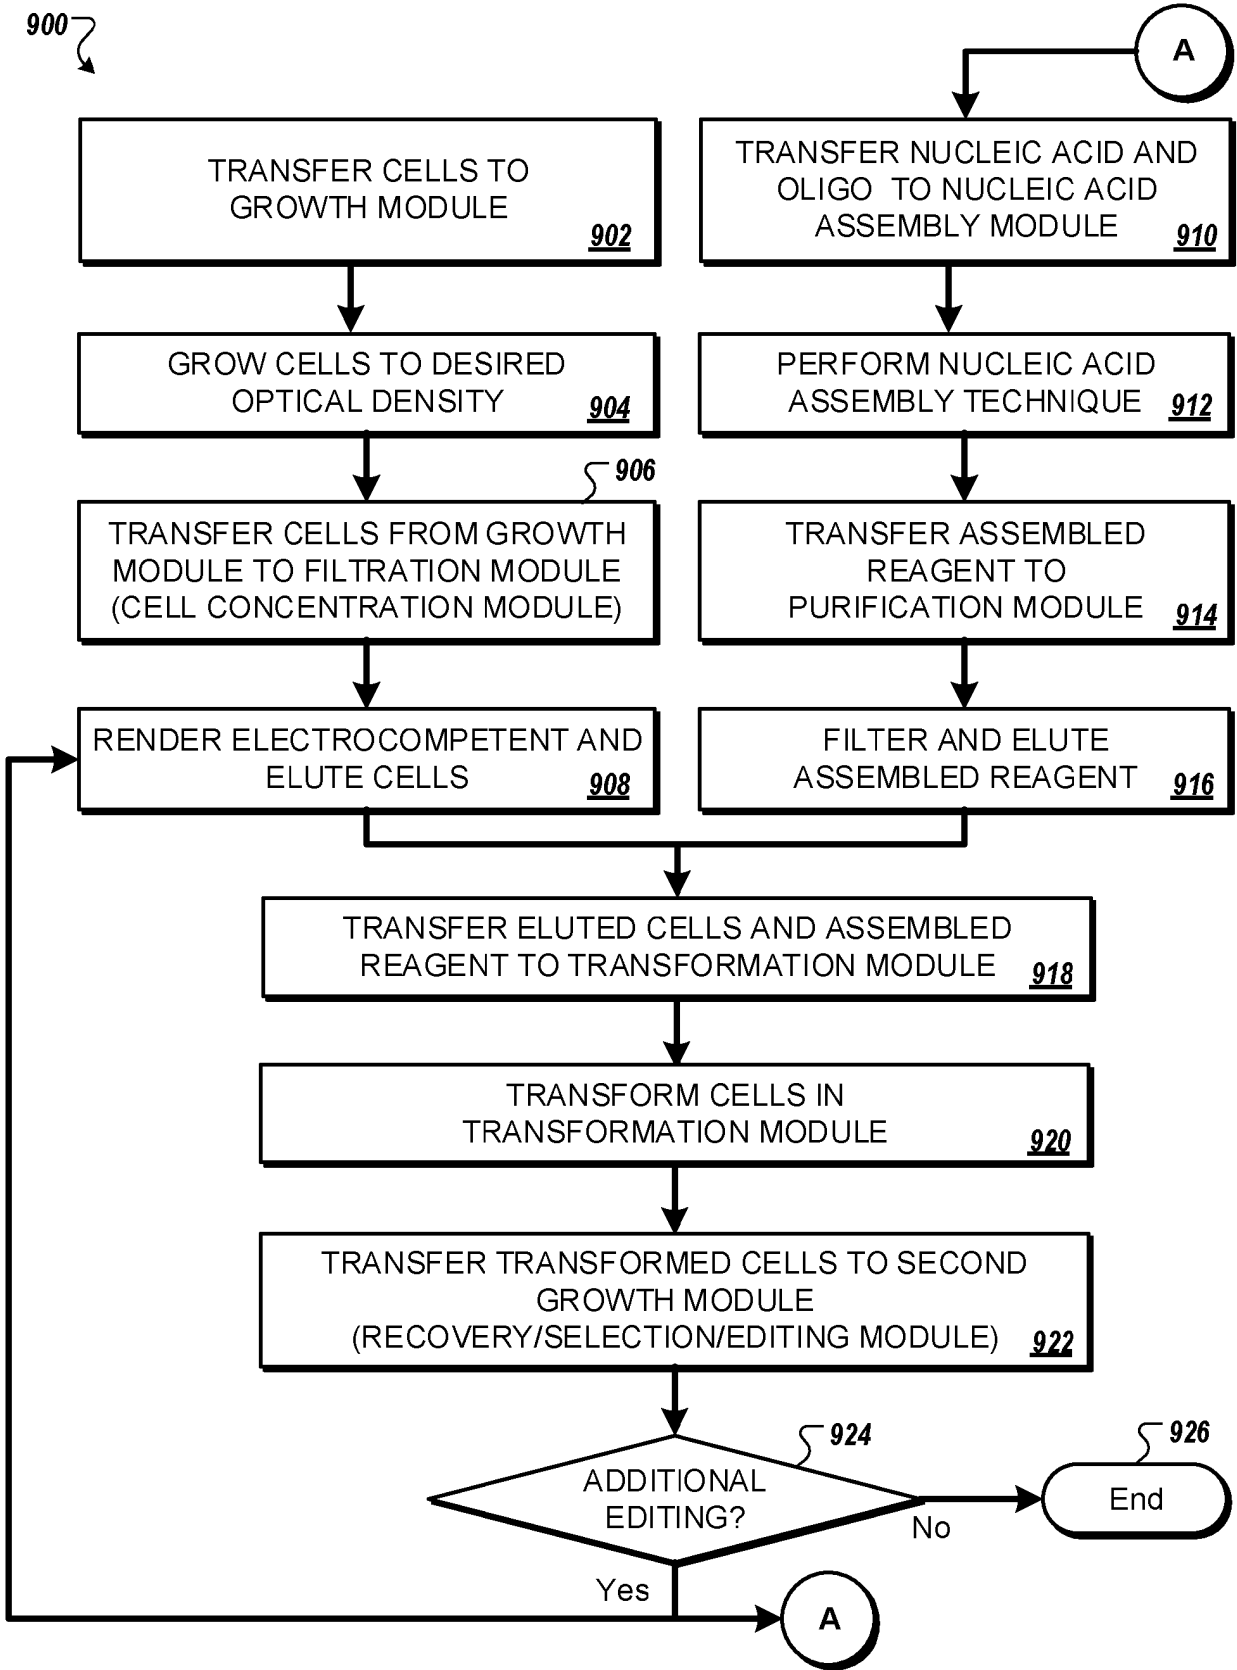 900
A
TRANSFER CELLS TO
GROWTH MODULE
902
GROW CELLS TO DESIRED
OPTICAL DENSITY
904
906
TRANSFER CELLS FROM GROWTH
MODULE TO FILTRATION MODULE
(CELL CONCENTRATION MODULE)
RENDER ELECTROCOMPETENT AND
ELUTE CELLS
908
TRANSFER NUCLEIC ACID AND
OLIGO TO NUCLEIC ACID
ASSEMBLY MODULE
910
PERFORM NUCLEIC ACID
ASSEMBLY TECHNIQUE
912
TRANSFER ASSEMBLED
REAGENT TO
PURIFICATION MODULE
914
FILTER AND ELUTE
ASSEMBLED REAGENT
916
TRANSFER ELUTED CELLS AND ASSEMBLED
REAGENT TO TRANSFORMATION MODULE
918
TRANSFORM CELLS IN
TRANSFORMATION MODULE
920
TRANSFER TRANSFORMED CELLS TO SECOND
GROWTH MODULE
(RECOVERY/SELECTION/EDITING MODULE)
922
924
ADDITIONAL
EDITING?
No
926
End
Yes
A